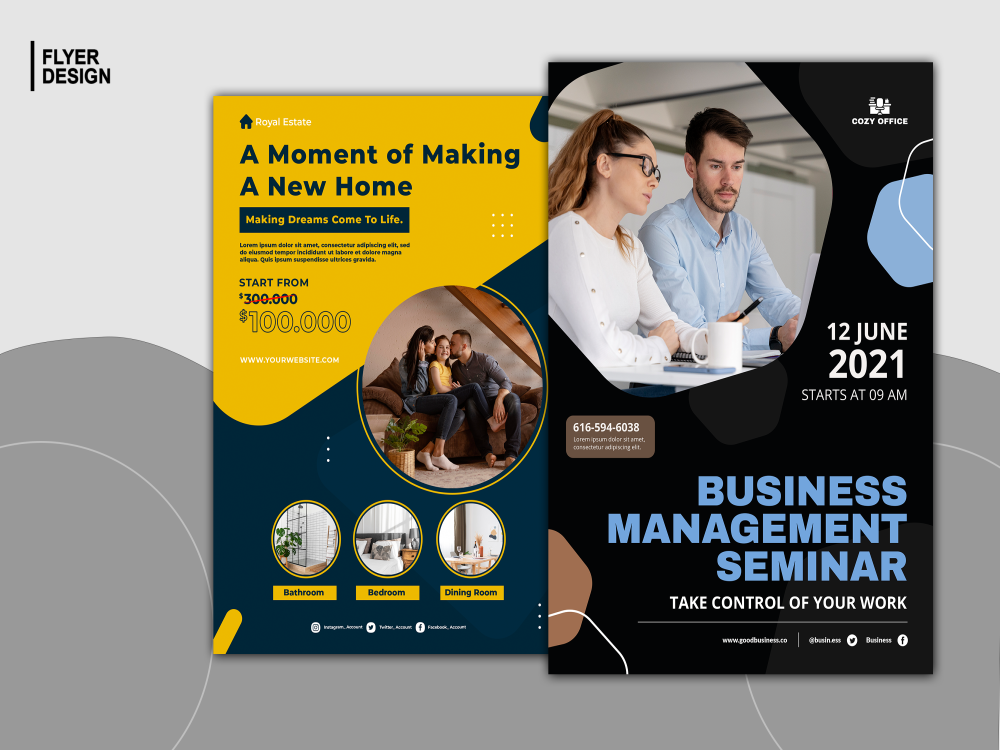 FLYER
DESIGN
Royal Estate
A Moment of Making
A New Home
Making Dreams Come To Life.
Lorem ipsum dolor sit amet, consectetur adipiscing elit, sed
do eiusmod tempor incididunt ut labore et dolore magna
aliqua. Quis ipsum suspendisse ultrices gravida.
START FROM
$300.000
$100.000
WWW.YOURWEBSITE.COM
Bathroom
Bedroom
Dining Room
Instagram_Account
Twitter_Account
Facebook_Account
COZY OFFICE
12 JUNE
2021
STARTS AT 09 AM
616-594-6038
Lorem ipsum dolor sit amet,
consectetur adipiscing elit.
BUSINESS
MANAGEMENT
SEMINAR
TAKE CONTROL OF YOUR WORK
www.goodbusiness.co
@busin.ess
Business